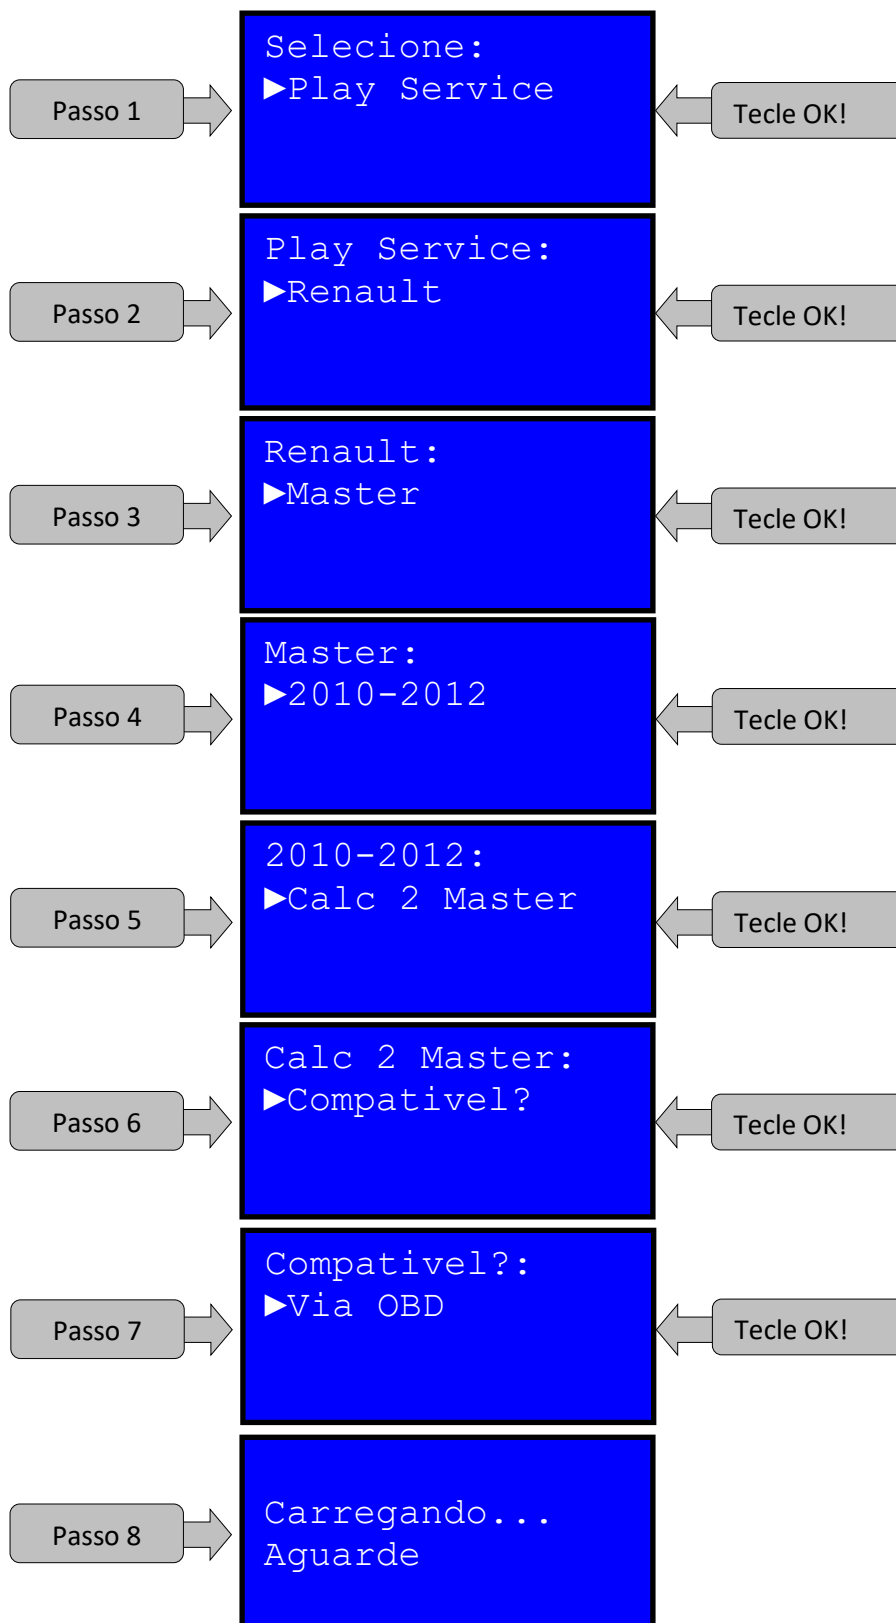 Selecione:
Passo 1
►Play Service
Tecle OK!
Play Service:
Passo 2
►Renault
Tecle OK!
Renault:
Passo 3
►Master
Tecle OK!
Master:
Passo 4
►2010-2012
Tecle OK!
2010-2012:
Passo 5
►Calc 2 Master
Tecle OK!
Calc 2 Master:
Passo 6
►Compativel?
Tecle OK!
Compativel?:
Passo 7
►Via OBD
Tecle OK!
Passo 8
Carregando...
Aguarde